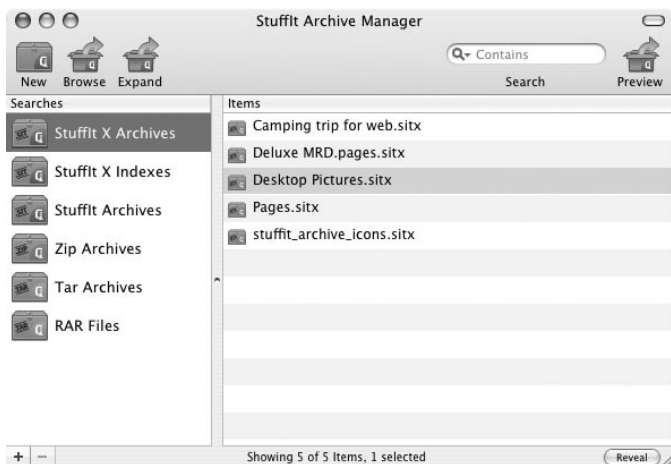 StuffIt Archive Manager
Contains
New Browse Expand
Search
Preview
Searches
Items
StuffIt X Archives
StuffIt X Indexes
StuffIt Archives
Zip Archives
Tar Archives
RAR Files
Camping trip for web.sitx
Deluxe MRD.pages.sitx
Desktop Pictures.sitx
Pages.sitx
stuffit_archive_icons.sitx
+ −
Showing 5 of 5 Items, 1 selected
Reveal